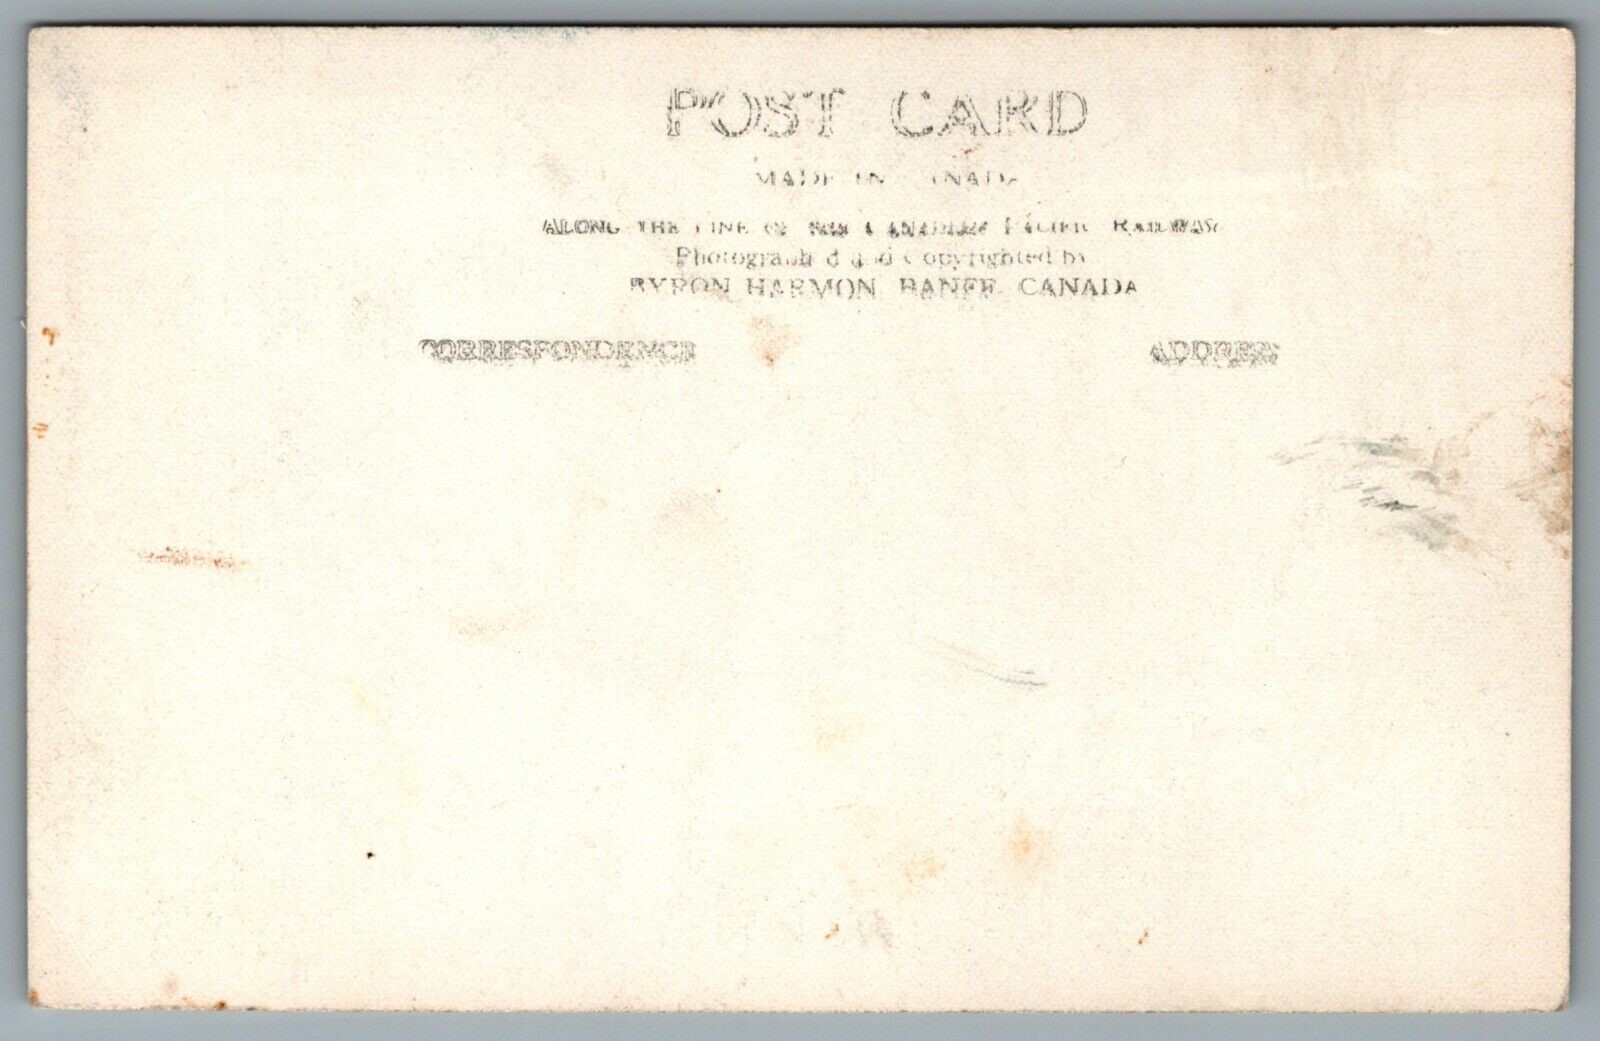 POST CARD
MADE IN CANADA
ALONG THE LINE OF THE CANADIAN PACIFIC RAILWAY
Photographed and Copyrighted by
BYRON HARMON BANFF CANADA
CORRESPONDENCE ADDRESS